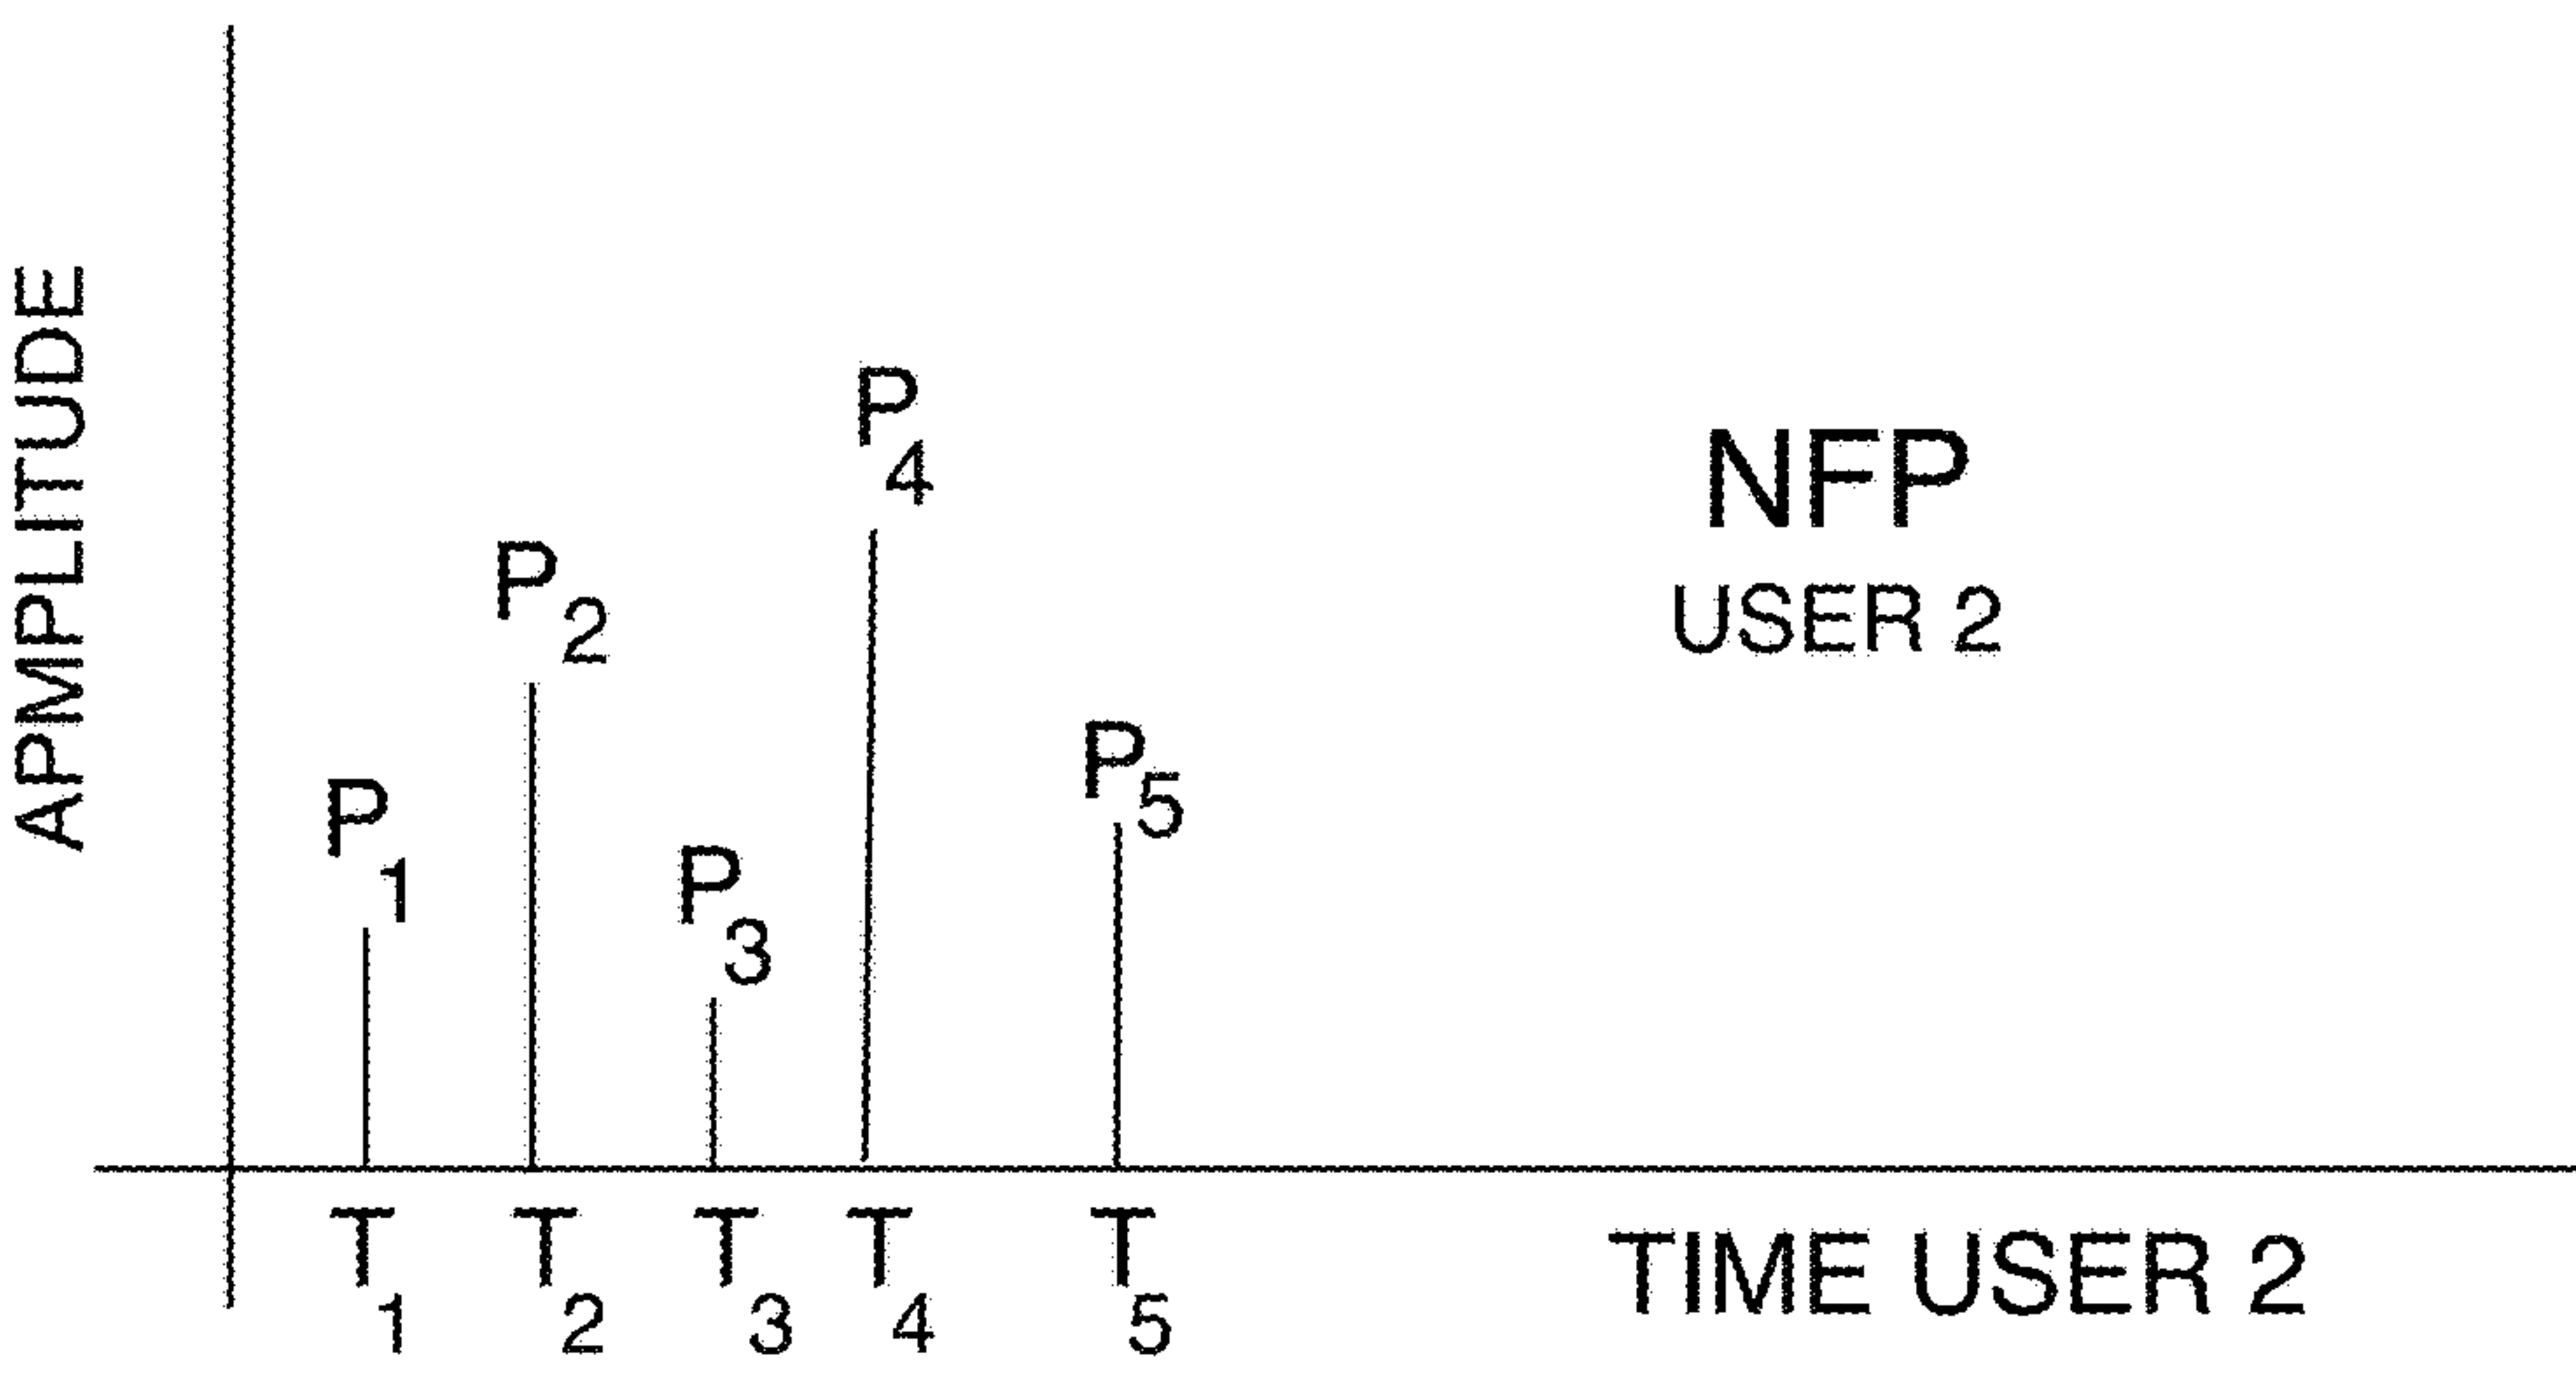 APMPLITUDE
P4
P2
P5
P1
P3
NFP
USER 2
T1 T2 T3 T4 T5
TIME USER 2